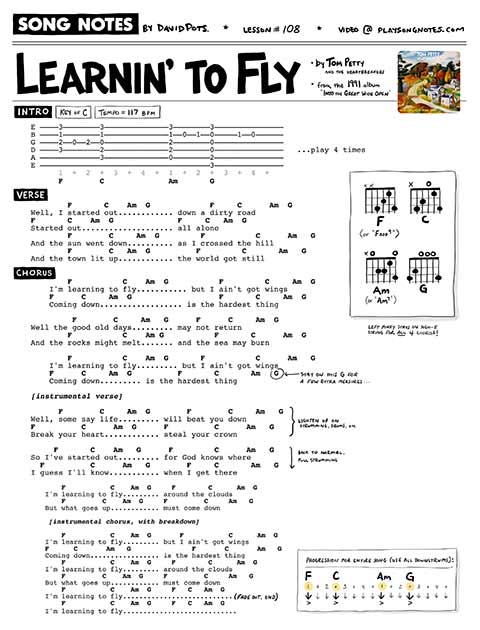 SONG NOTES BY DAVID POTS. * LESSON #108 * VIDEO @ PLAYSONGNOTES.COM
LEARNIN' TO FLY
• BY TOM PETTY
AND THE HEARTBREAKERS
• FROM THE 1991 ALBUM
"INTO THE GREAT WIDE OPEN"
TOM PETTY
INTRO KEY OF C TEMPO = 117 BPM
...play 4 times
1 + 2 + 3 + 4 + 1 + 2 + 3 + 4 +
F C Am G
VERSE
F C Am G F C Am G
Well, I started out............ down a dirty road
F C Am G F C Am G
Started out.................... all alone
F C Am G F C Am G
And the sun went down......... as I crossed the hill
F C Am G F C Am G
And the town lit up............ the world got still
CHORUS
F C Am G F C Am G
I'm learning to fly........... but I ain't got wings
F C Am G F C Am G
Coming down.................. is the hardest thing
F C Am G F C Am G
Well the good old days......... may not return
F C Am G F C Am G
And the rocks might melt....... and the sea may burn
F C Am G F C Am G
I'm learning to fly.......... but I ain't got wings
F C Am G F C Am G
Coming down.......... is the hardest thing
STAY ON THIS G FOR
A FEW EXTRA MEASURES...
[instrumental verse]
F C Am G F C Am G
Well, some say life.......... will beat you down
F C Am G F C Am G
Break your heart............ steal your crown
LIGHTEN UP ON
STRUMMING, DRUMS, ETC.
F C Am G F C Am G
So I've started out.......... for God knows where
F C Am G F C Am G
I guess I'll know........... when I get there
BACK TO NORMAL,
FULL STRUMMING
F C Am G F C Am G
I'm learning to fly......... around the clouds
F C Am G F C Am G
But what goes up............ must come down
[instrumental chorus, with breakdown]
F C Am G F C Am G
I'm learning to fly......... but I ain't got wings
F C Am G F C Am G
Coming down................. is the hardest thing
F C Am G F C Am G
I'm learning to fly......... around the clouds
F C Am G F C Am G
But what goes up............ must come down
F C Am G F C Am G
I'm learning to fly........................... (FADE OUT, END)
F C Am G F C Am G
I'm learning to fly...........................
F C
(OR "Fadd9")
Am G
(OR "Am7")
PROGRESSION FOR ENTIRE SONG (USE ALL DOWNSTRUMS):
F C Am G